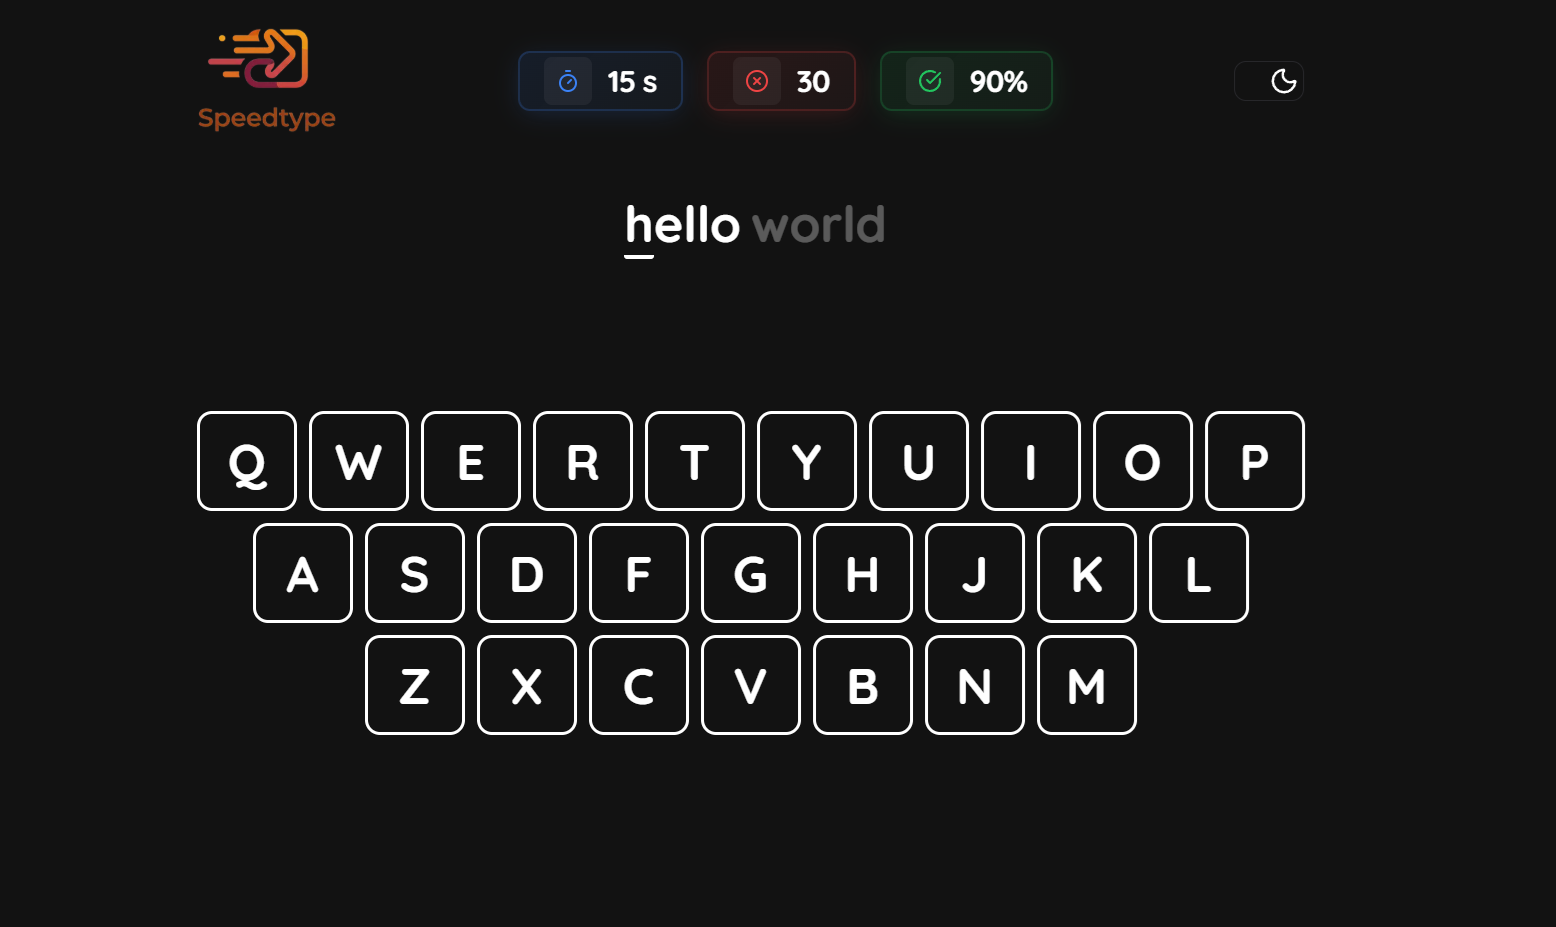 Speedtype
15 s
30
90%
hello world
Q W E R T Y U I O P
A S D F G H J K L
Z X C V B N M